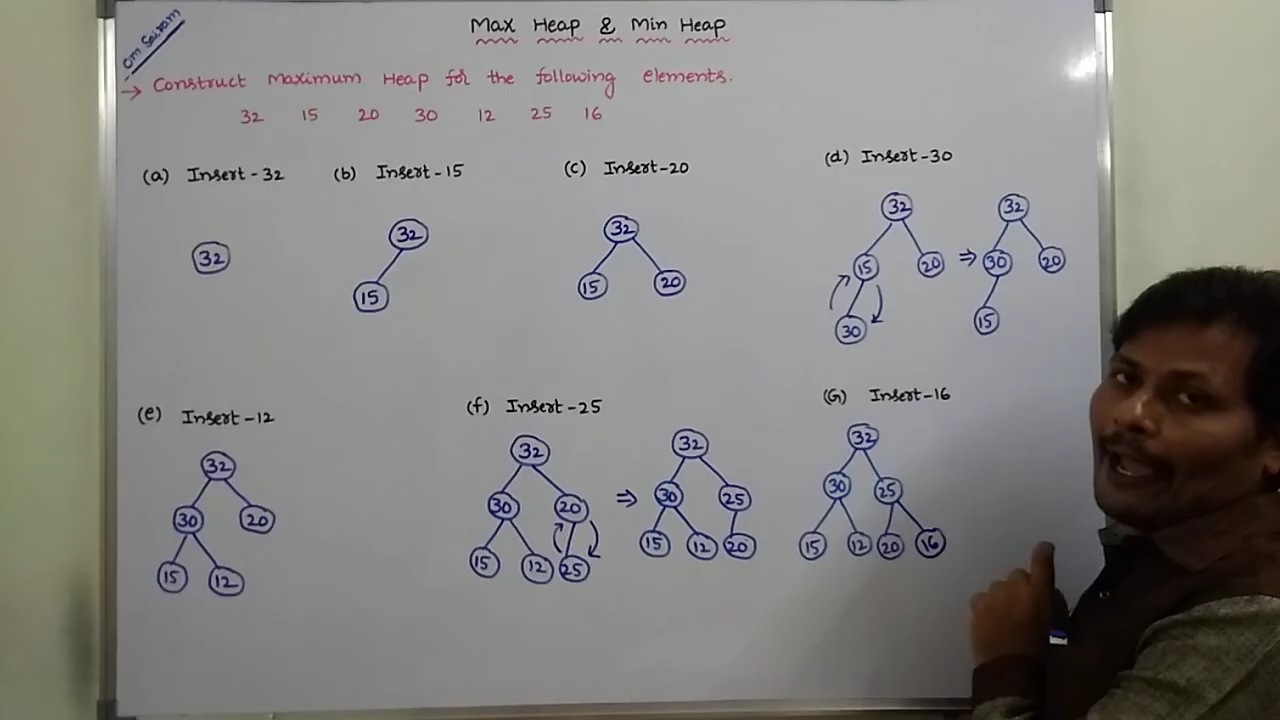 Om Sairam
Max Heap & Min Heap
→ Construct Maximum Heap for the following elements.
32 15 20 30 12 25 16
(a) Insert-32
32
(b) Insert-15
32
15
(c) Insert-20
32
15 20
(d) Insert-30
32
15 20
30
⇒
32
30 20
15
(e) Insert-12
32
30 20
15 12
(f) Insert-25
32
30 20
15 12 25
⇒
32
30 25
15 12 20
(G) Insert-16
32
30 25
15 12 20 16